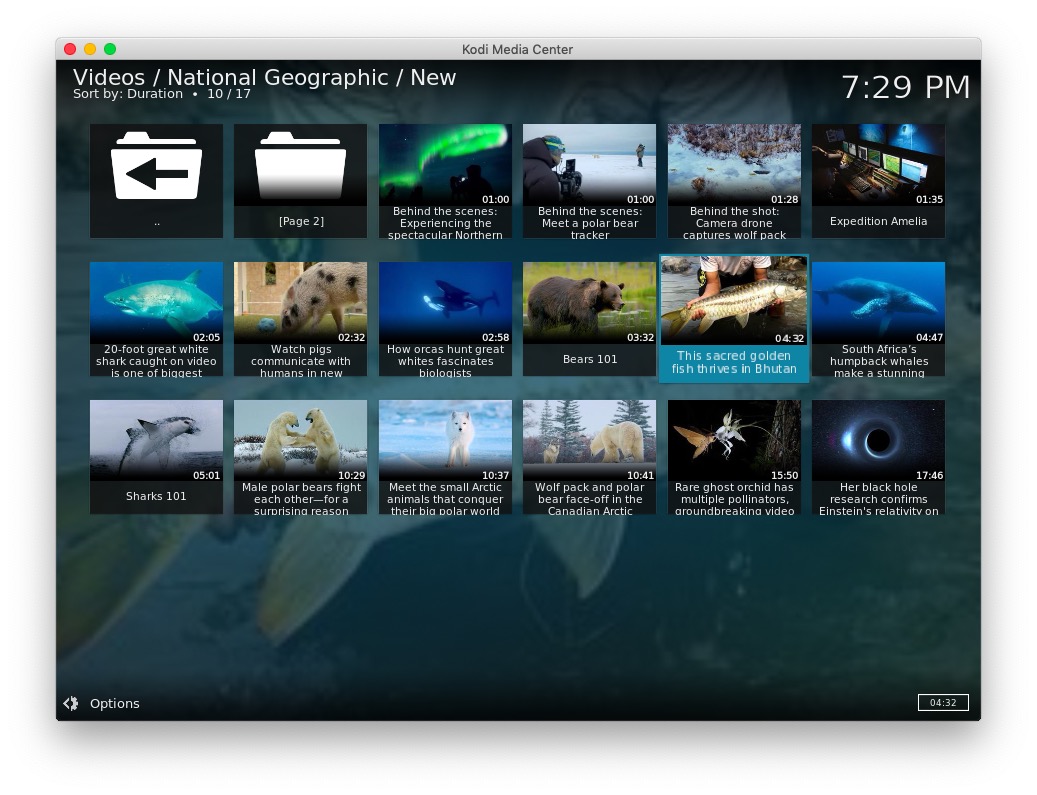 Kodi Media Center
Videos / National Geographic / New
Sort by: Duration • 10 / 17
7:29 PM
..
[Page 2]
01:00
Behind the scenes:
Experiencing the
spectacular Northern
01:00
Behind the scenes:
Meet a polar bear
tracker
01:28
Behind the shot:
Camera drone
captures wolf pack
01:35
Expedition Amelia
02:05
20-foot great white
shark caught on video
is one of biggest
02:32
Watch pigs
communicate with
humans in new
02:58
How orcas hunt great
whites fascinates
biologists
03:32
Bears 101
04:32
This sacred golden
fish thrives in Bhutan
04:47
South Africa's
humpback whales
make a stunning
05:01
Sharks 101
10:29
Male polar bears fight
each other—for a
surprising reason
10:37
Meet the small Arctic
animals that conquer
their big polar world
10:41
Wolf pack and polar
bear face-off in the
Canadian Arctic
15:50
Rare ghost orchid has
multiple pollinators,
groundbreaking video
17:46
Her black hole
research confirms
Einstein's relativity on
Options
04:32